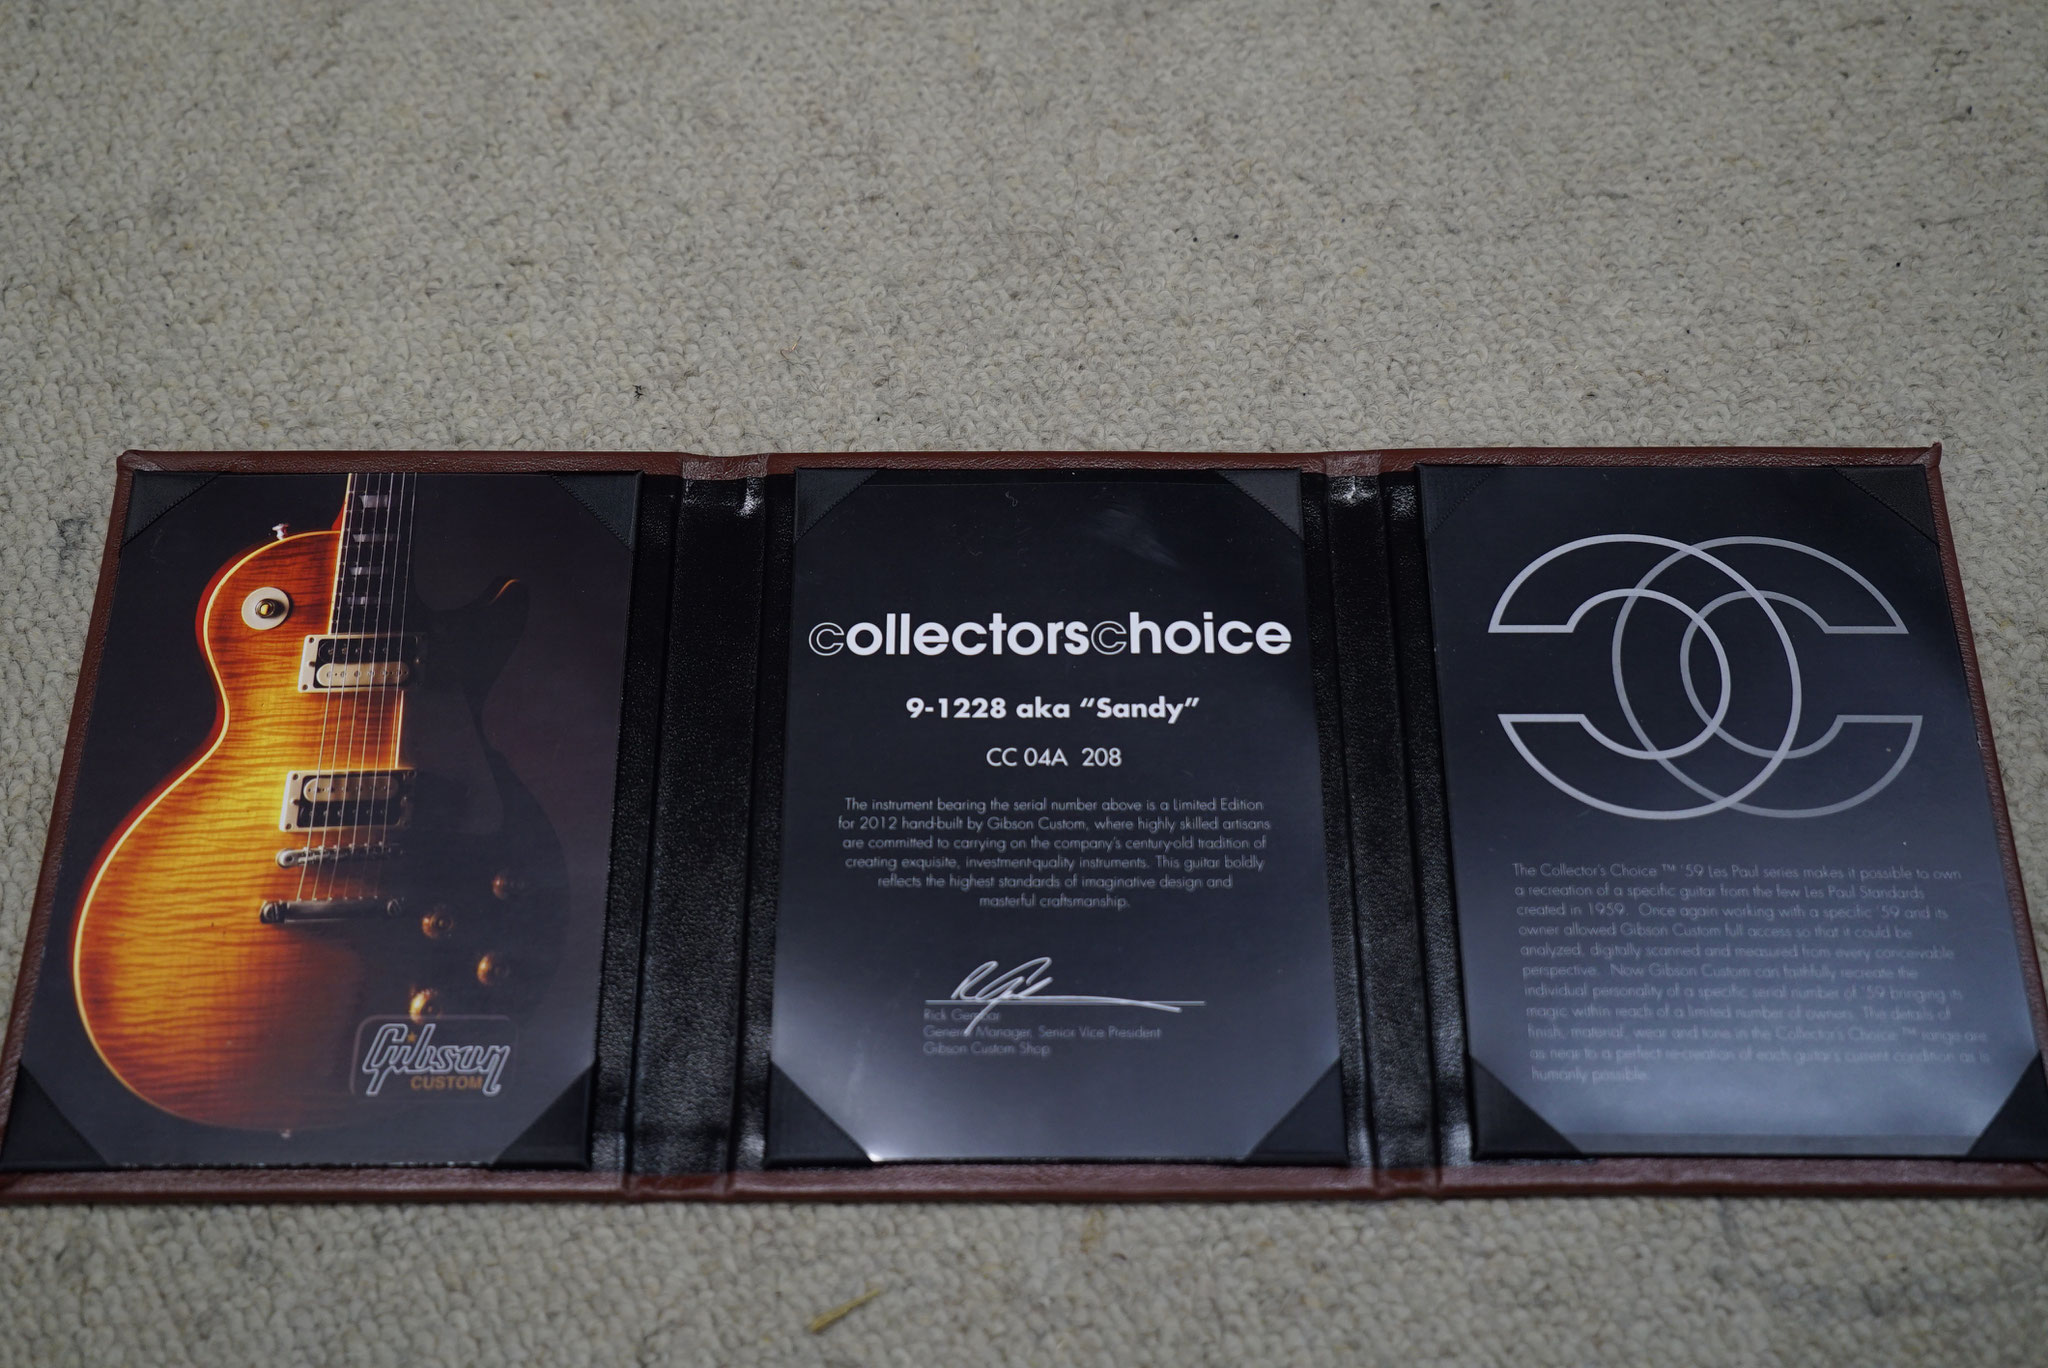 Gibson
CUSTOM
collectorschoice
9-1228 aka “Sandy”
CC 04A 208
The instrument bearing the serial number above is a Limited Edition
for 2012 hand-built by Gibson Custom, where highly skilled artisans
are committed to carrying on the company's century-old tradition of
creating exquisite, investment-quality instruments. This guitar boldly
reflects the highest standards of imaginative design and
masterful craftsmanship.
Rick Gembar
General Manager, Senior Vice President
Gibson Custom Shop
The Collector's Choice ™ '59 Les Paul series makes it possible to own
a recreation of a specific guitar from the few Les Paul Standards
created in 1959. Once again working with a specific '59 and its
owner allowed Gibson Custom full access so that it could be
analyzed, digitally scanned and measured from every conceivable
perspective. Now Gibson Custom can faithfully recreate the
individual personality of a specific serial number of '59 bringing its
magic within reach of a limited number of owners. The details of
finish, material, wear and tone in the Collector's Choice ™ range are
as near to a perfect re-creation of each guitar's current condition as is
humanly possible.